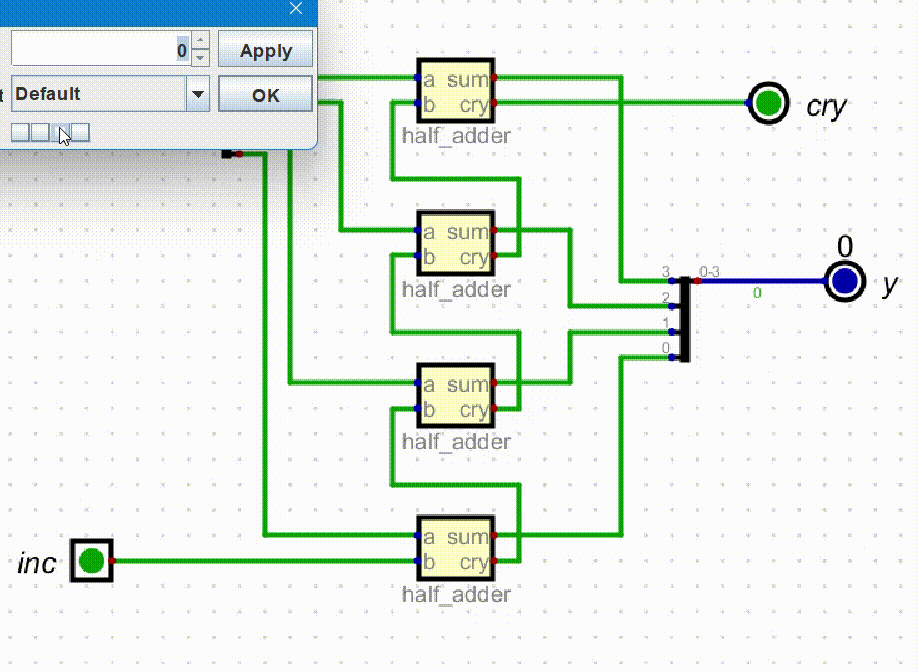 0
Apply
t Default
OK
a sum
b cry
half_adder
cry
a sum
b cry
half_adder
0
y
3
0-3
2
1
0
0
a sum
b cry
half_adder
a sum
b cry
half_adder
inc